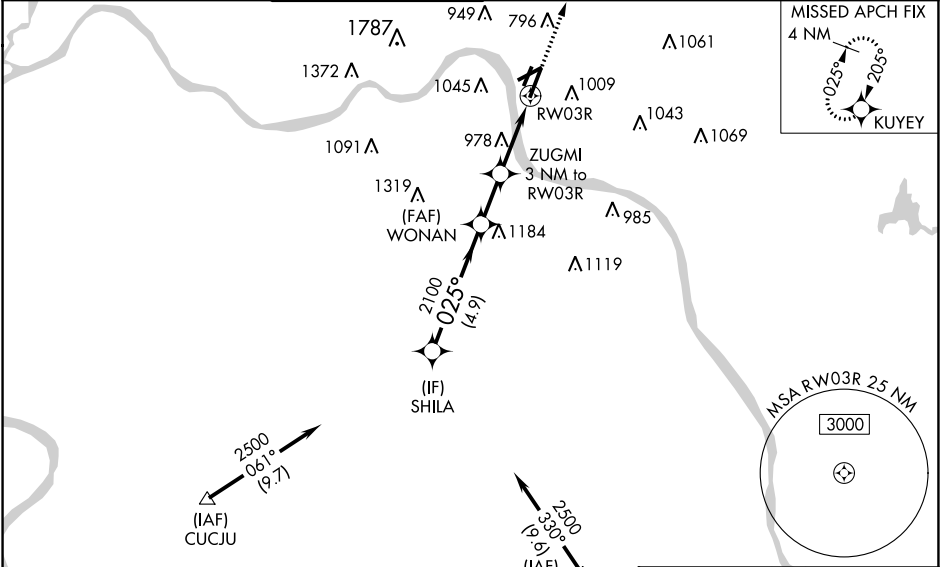 949
796
1787
1061
1372
1045
1009
RW03R
1043
1069
1091
978
ZUGMI
3 NM to
RW03R
1319
(FAF)
WONAN
1184
985
1119
2100
025°
(4.9)
(IF)
SHILA
2500
061°
(9.7)
(IAF)
CUCJU
2500
330°
(9.6)
(IAF)
MISSED APCH FIX
4 NM
025°
205°
KUYEY
MSA RW03R 25 NM
3000